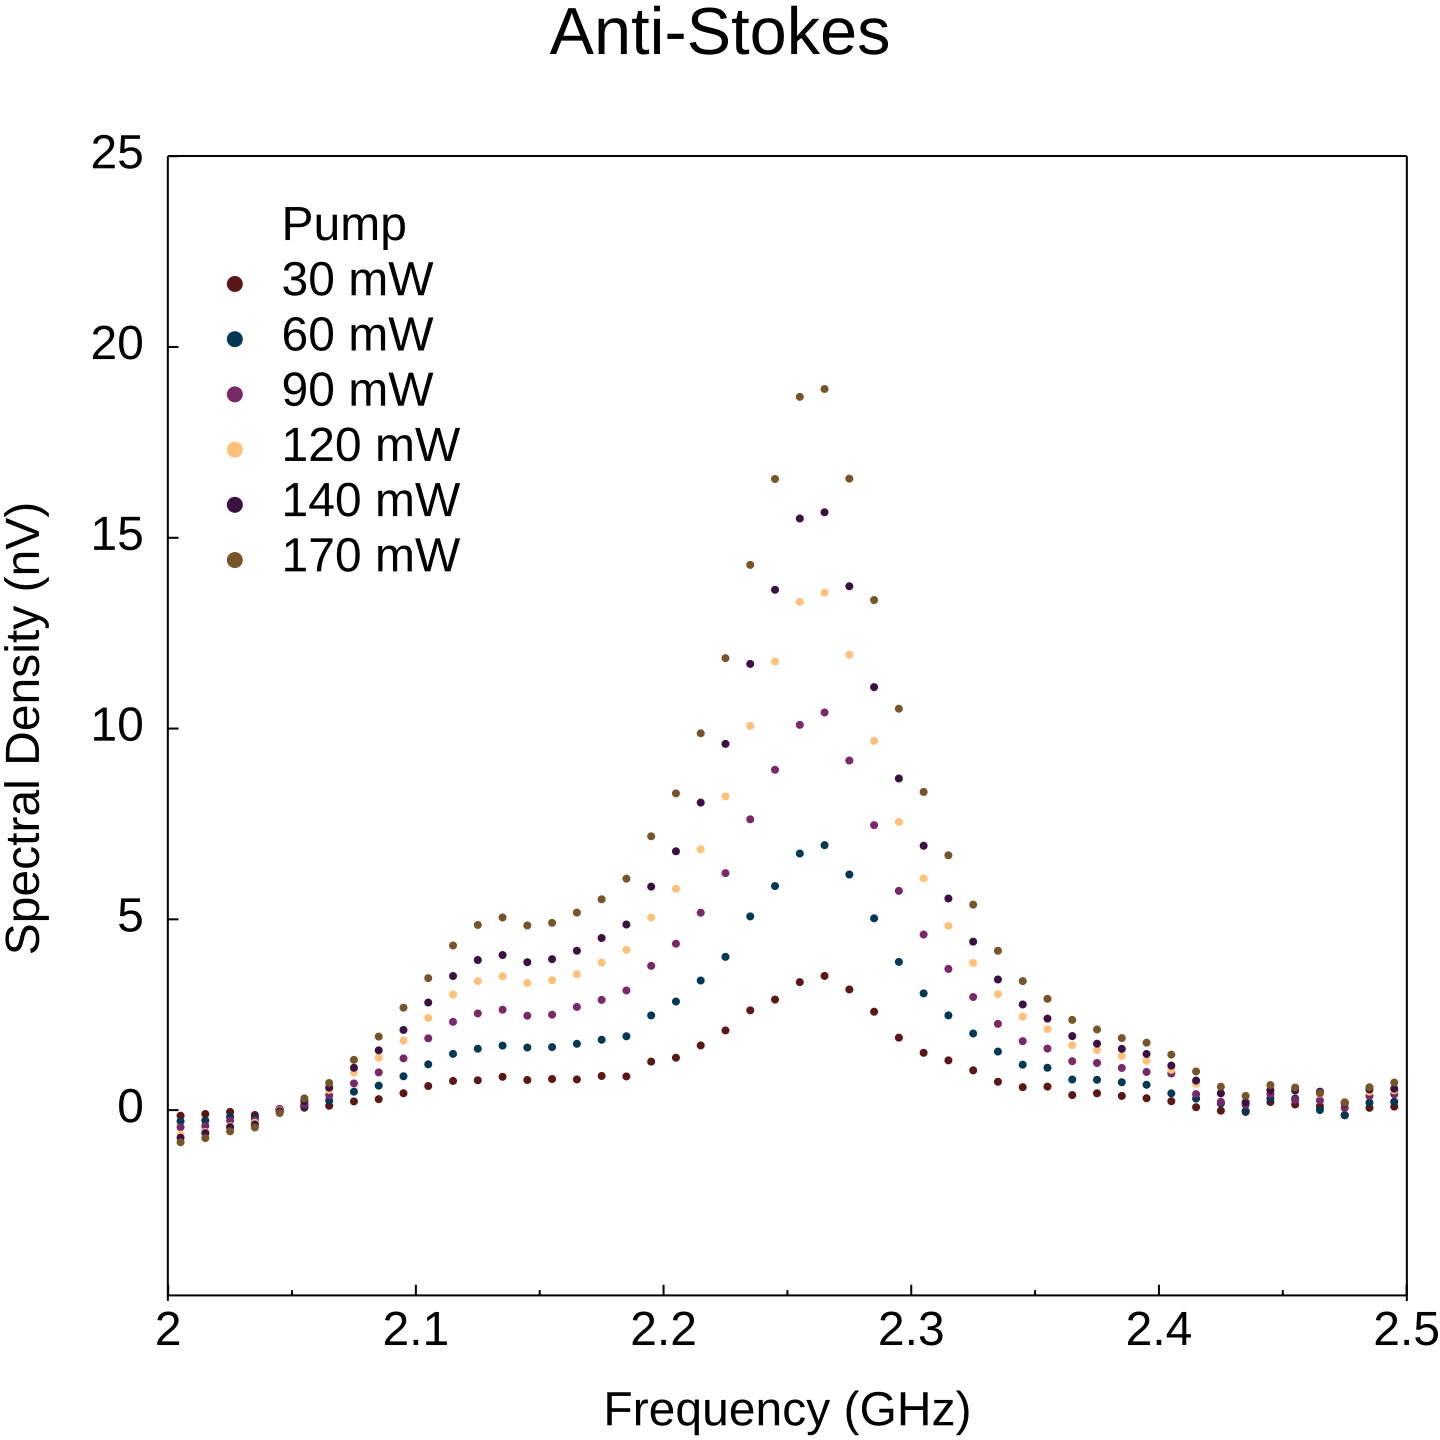 Anti-Stokes
25
20
15
10
5
0
Spectral Density (nV)
Pump
30 mW
60 mW
90 mW
120 mW
140 mW
170 mW
2 2.1 2.2 2.3 2.4 2.5
Frequency (GHz)